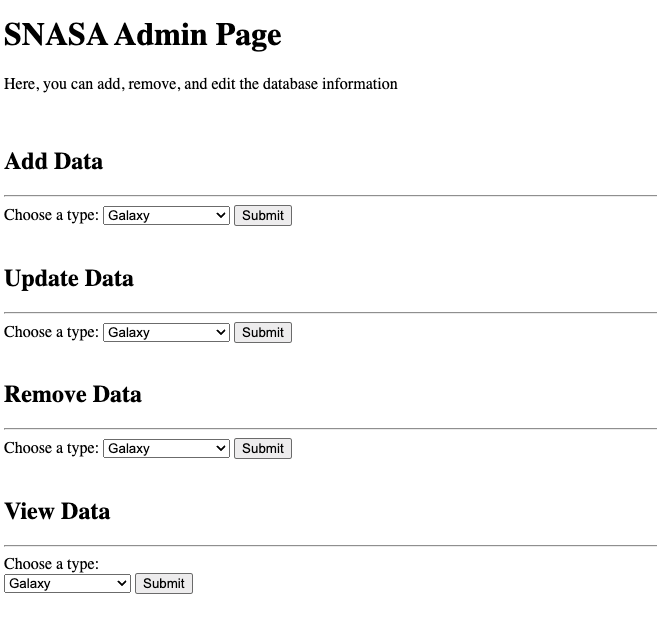 SNASA Admin Page
Here, you can add, remove, and edit the database information
Add Data
Choose a type: Galaxy Submit
Update Data
Choose a type: Galaxy Submit
Remove Data
Choose a type: Galaxy Submit
View Data
Choose a type:
Galaxy Submit